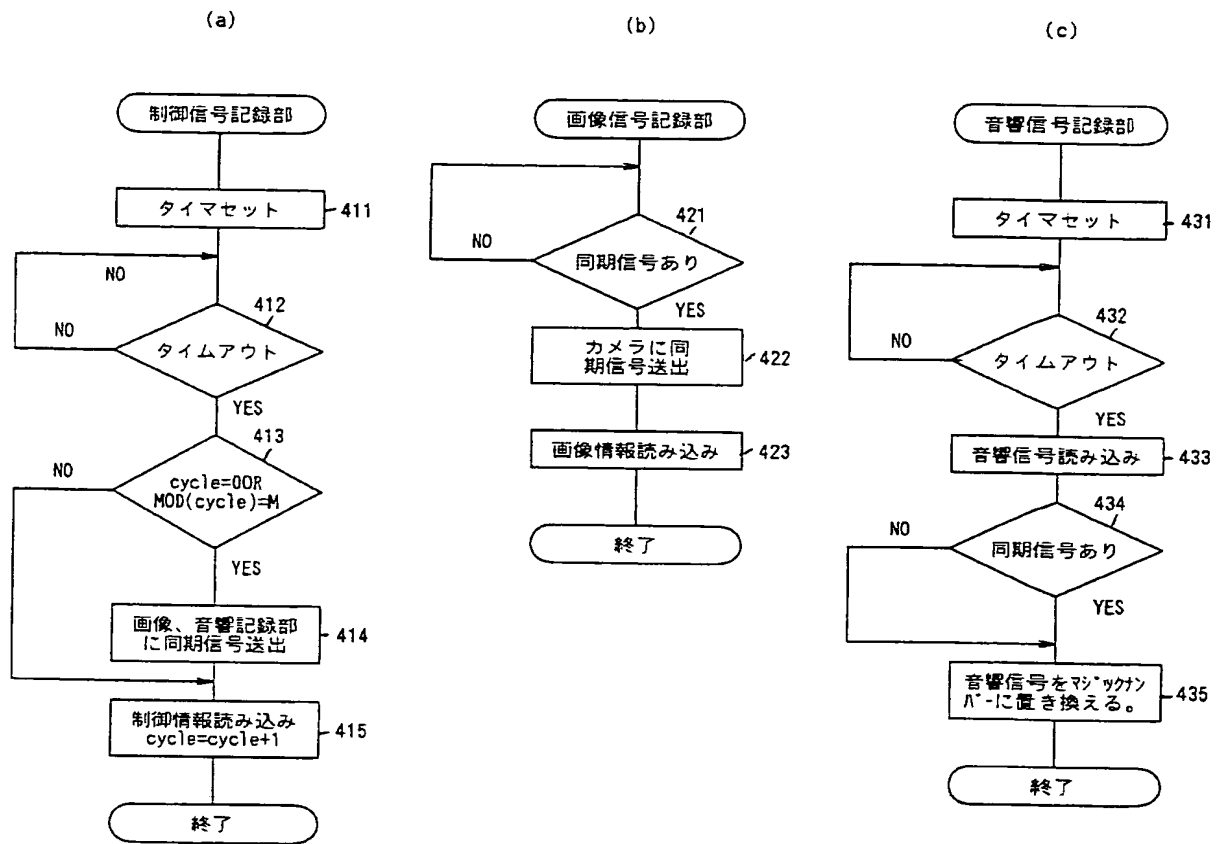 (a)
制御信号記録部
タイマセット
411
NO
412
NO
タイムアウト
YES
413
NO
cycle=0OR
MOD(cycle)=M
YES
画像、音響記録部
に同期信号送出
414
制御情報読み込み
cycle=cycle+1
415
終了
(b)
画像信号記録部
421
NO
同期信号あり
YES
カメラに同
期信号送出
422
画像情報読み込み
423
終了
(c)
音響信号記録部
タイマセット
431
432
NO
タイムアウト
YES
音響信号読み込み
433
434
NO
同期信号あり
YES
音響信号をﾏｼﾞｯｸﾅﾝ
ﾊﾞｰに置き換える。
435
終了